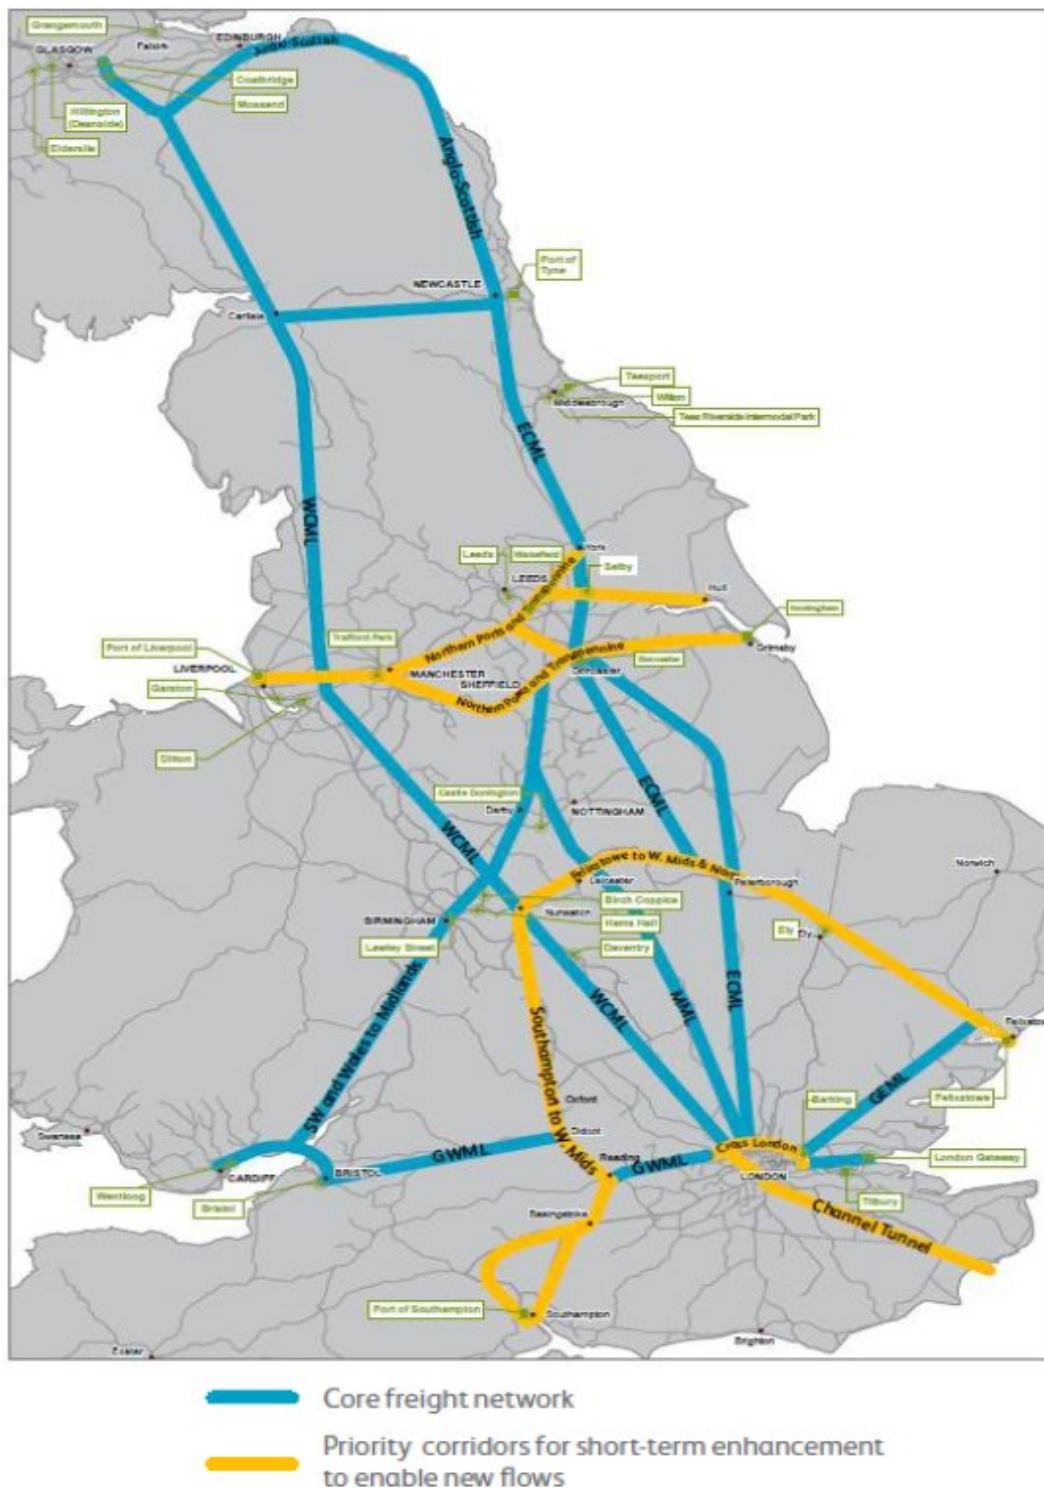 Grangemouth
Falkirk
EDINBURGH
Anglo-Scottish
GLASGOW
Coatbridge
Mossend
Hillington
(Deanside)
Elderslie
Anglo-Scottish
Port of
Tyne
NEWCASTLE
Carlisle
Teesport
Wilton
Middlesbrough
Tees Riverside Intermodal Park
ECML
WCML
York
Leeds
Wakefield
Selby
LEEDS
Hull
Immingham
Northern Ports and Transpennine
Trafford Park
Port of Liverpool
Grimsby
Doncaster
LIVERPOOL
MANCHESTER
Doncaster
SHEFFIELD
Garston
Northern Ports and Transpennine
Ditton
Castle Donington
ECML
Derby
NOTTINGHAM
WCML
Felixstowe to W. Mids &
Norwich
Leicester
Peterborough
Birch Coppice
Nuneaton
BIRMINGHAM
Hams Hall
Ely
Ely
Lawley Street
Daventry
SW and Wales to Midlands
WCML
MML
ECML
Southampton to W. Mids
GEML
Barking
Felixstowe
Oxford
Swansea
Didcot
Cross London
GWML
Reading
GWML
London Gateway
BRISTOL
CARDIFF
LONDON
Wentloog
Bristol
Tilbury
Basingstoke
Channel Tunnel
Port of Southampton
Southampton
Brighton
Exeter
Core freight network
Priority corridors for short-term enhancement
to enable new flows